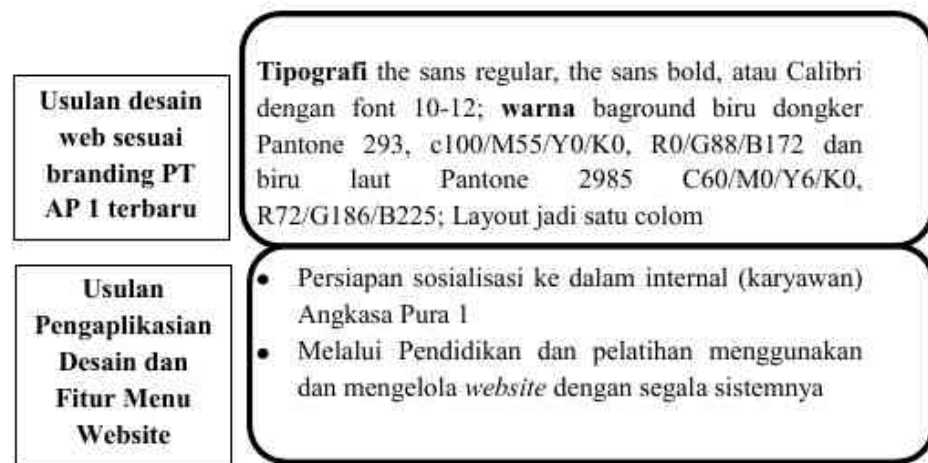 Usulan desain
web sesuai
branding PT
AP 1 terbaru
Tipografi the sans regular, the sans bold, atau Calibri
dengan font 10-12; warna baground biru dongker
Pantone 293, c100/M55/Y0/K0, R0/G88/B172 dan
biru laut Pantone 2985 C60/M0/Y6/K0,
R72/G186/B225; Layout jadi satu colom
Usulan
Pengaplikasian
Desain dan
Fitur Menu
Website
• Persiapan sosialisasi ke dalam internal (karyawan)
Angkasa Pura 1
• Melalui Pendidikan dan pelatihan menggunakan
dan mengelola website dengan segala sistemnya